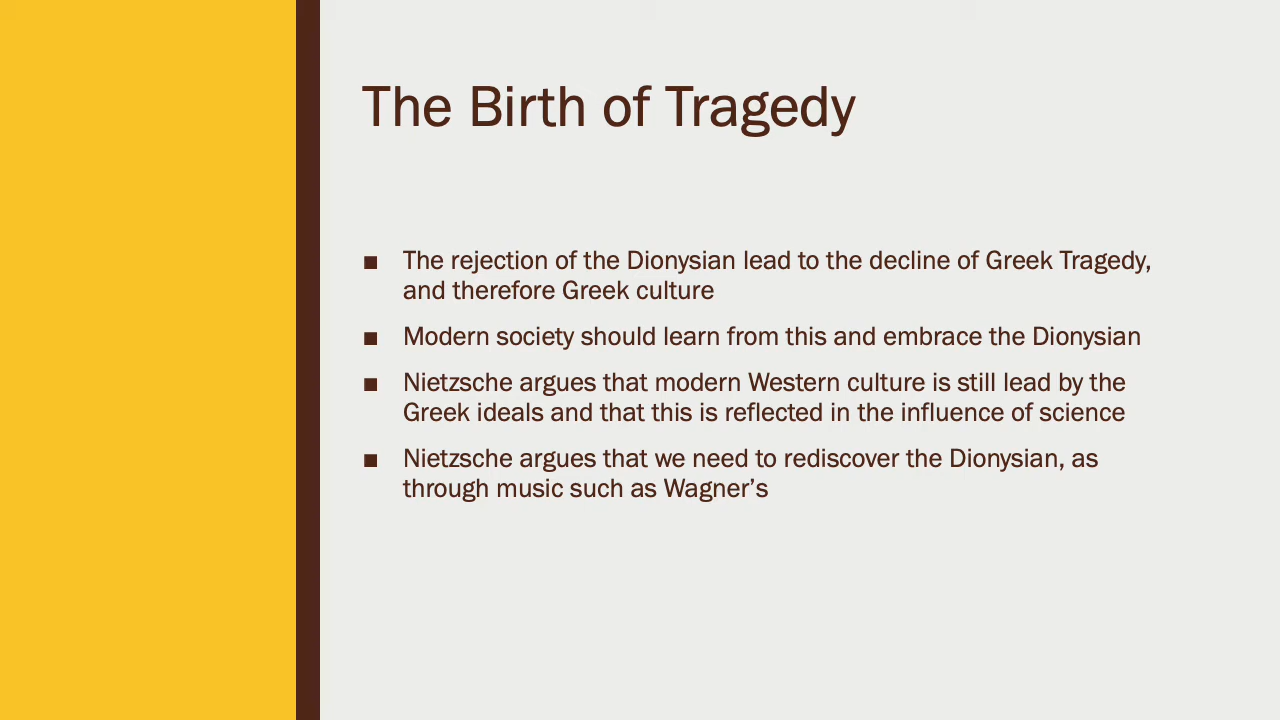 The Birth of Tragedy
■ The rejection of the Dionysian lead to the decline of Greek Tragedy,
and therefore Greek culture
■ Modern society should learn from this and embrace the Dionysian
■ Nietzsche argues that modern Western culture is still lead by the
Greek ideals and that this is reflected in the influence of science
■ Nietzsche argues that we need to rediscover the Dionysian, as
through music such as Wagner’s